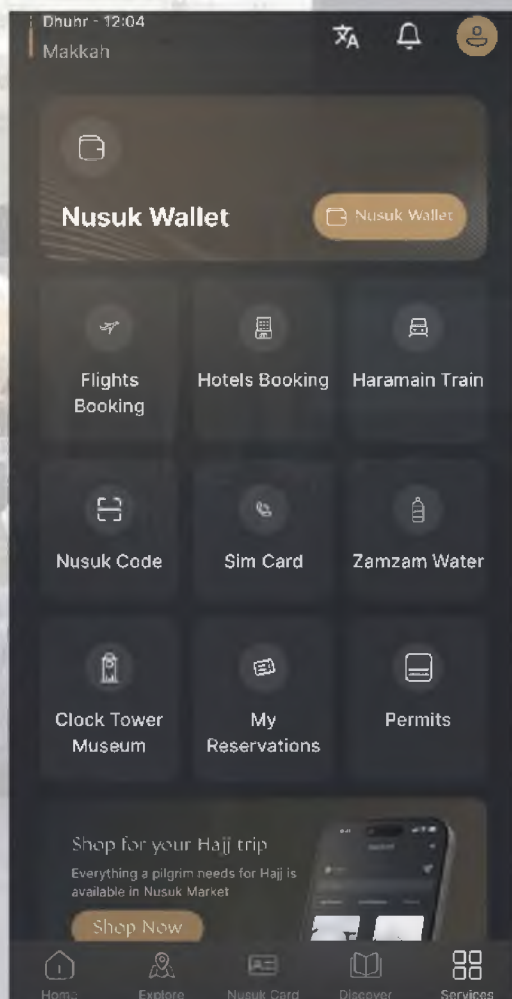 Dhuhr - 12:04
Makkah
Nusuk Wallet
Nusuk Wallet
Flights
Booking
Hotels Booking
Haramain Train
Nusuk Code
Sim Card
Zamzam Water
Clock Tower
Museum
My
Reservations
Permits
Shop for your Hajj trip
Everything a pilgrim needs for Hajj is
available in Nusuk Market
Shop Now
Home
Explore
Nusuk Card
Discover
Services